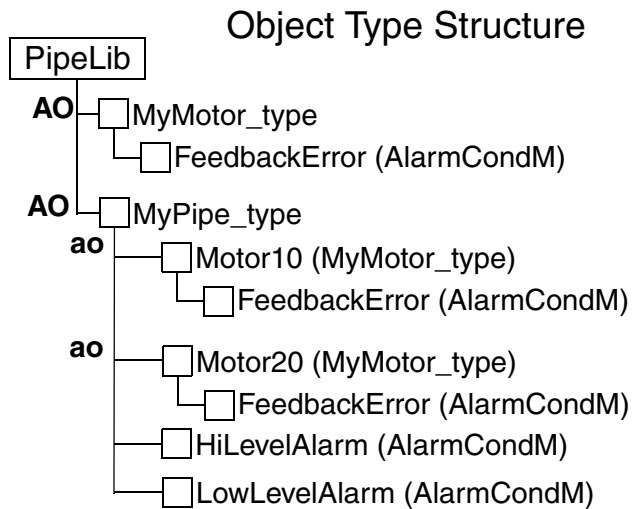 Object Type Structure
PipeLib
AO MyMotor_type
FeedbackError (AlarmCondM)
AO MyPipe_type
ao Motor10 (MyMotor_type)
FeedbackError (AlarmCondM)
ao Motor20 (MyMotor_type)
FeedbackError (AlarmCondM)
HiLevelAlarm (AlarmCondM)
LowLevelAlarm (AlarmCondM)